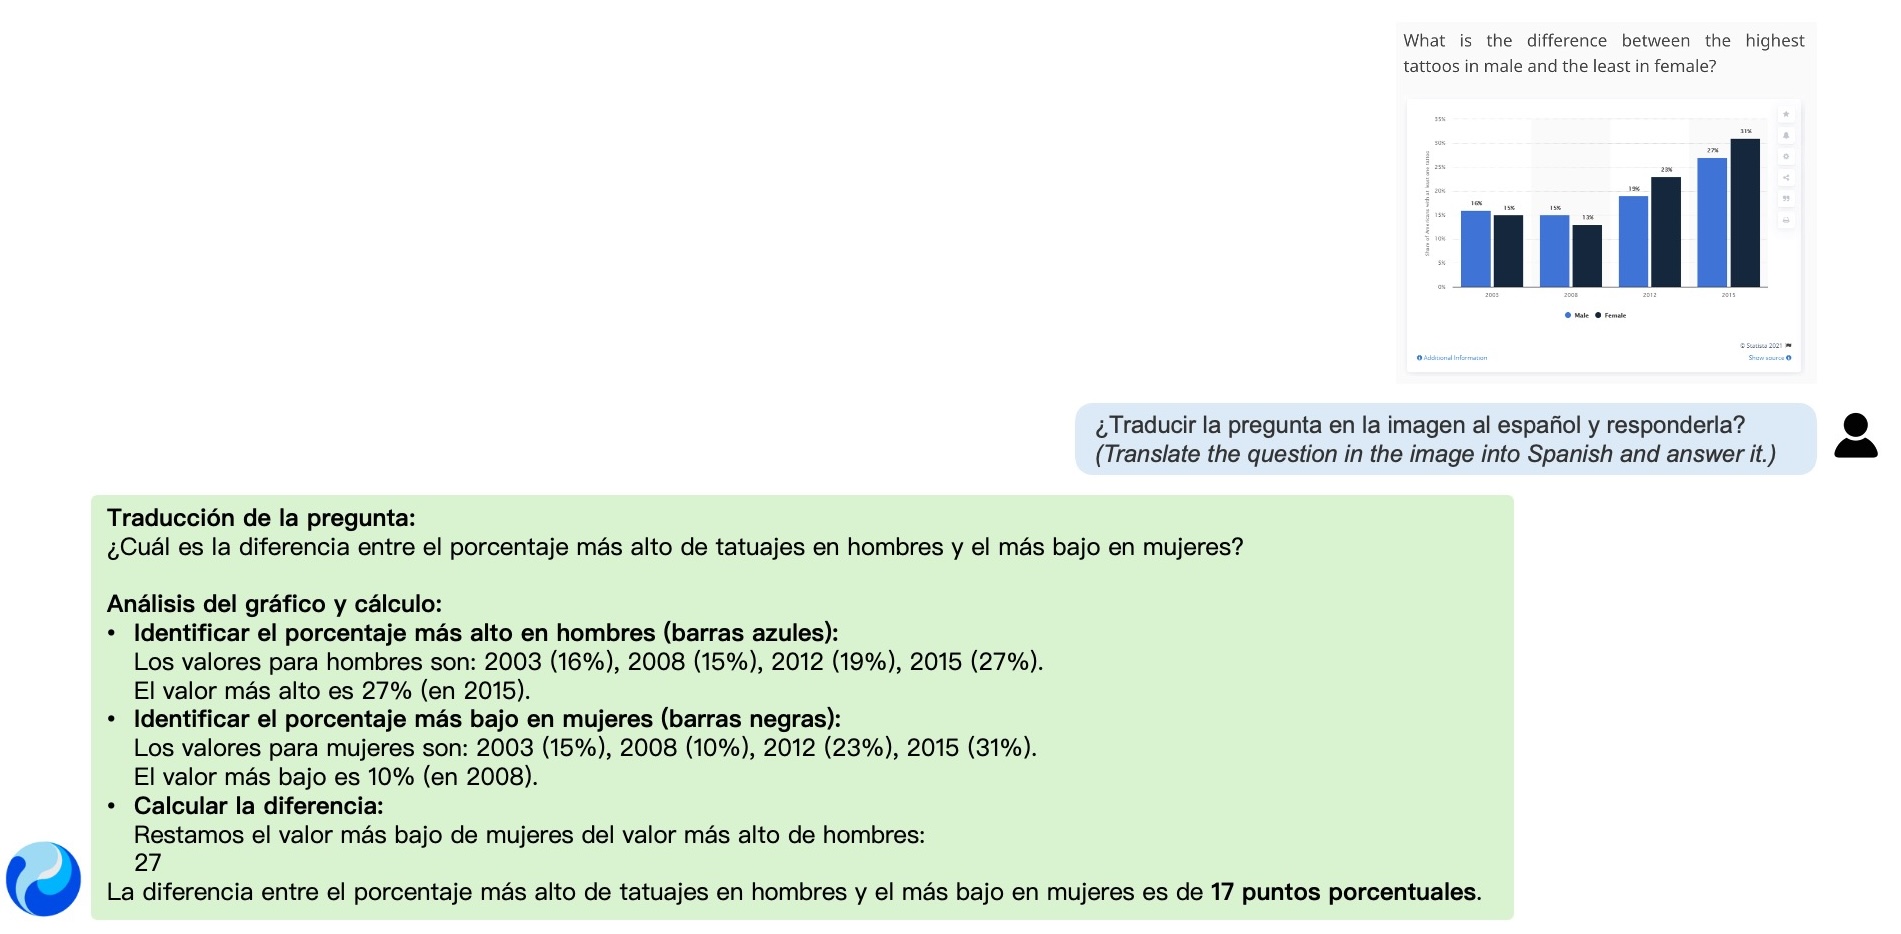 What is the difference between the highest
tattoos in male and the least in female?
35%
30%
25%
20%
15%
10%
5%
0%
Share of Americans with at least one tattoo
16%
15%
15%
13%
19%
23%
27%
31%
2003
2008
2012
2015
Male
Female
© Statista 2021
Additional Information
Show source
¿Traducir la pregunta en la imagen al español y responderla?
(Translate the question in the image into Spanish and answer it.)
Traducción de la pregunta:
¿Cuál es la diferencia entre el porcentaje más alto de tatuajes en hombres y el más bajo en mujeres?
Análisis del gráfico y cálculo:
• Identificar el porcentaje más alto en hombres (barras azules):
Los valores para hombres son: 2003 (16%), 2008 (15%), 2012 (19%), 2015 (27%).
El valor más alto es 27% (en 2015).
• Identificar el porcentaje más bajo en mujeres (barras negras):
Los valores para mujeres son: 2003 (15%), 2008 (10%), 2012 (23%), 2015 (31%).
El valor más bajo es 10% (en 2008).
• Calcular la diferencia:
Restamos el valor más bajo de mujeres del valor más alto de hombres:
27
La diferencia entre el porcentaje más alto de tatuajes en hombres y el más bajo en mujeres es de 17 puntos porcentuales.